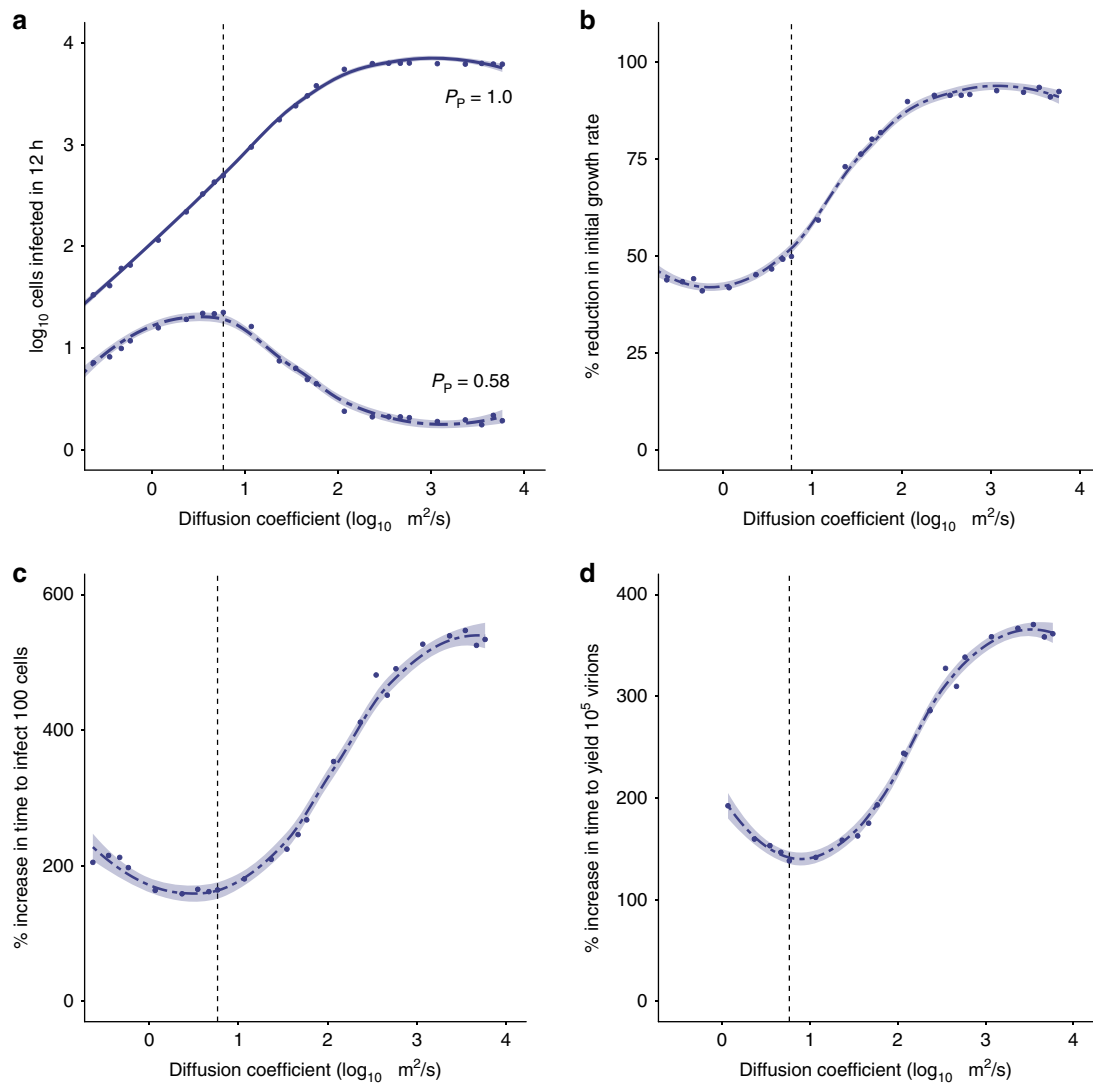 a
log10 cells infected in 12 h
4
3
2
1
0
PP = 1.0
PP = 0.58
0 1 2 3 4
Diffusion coefficient (log10 m2/s)
b
% reduction in initial growth rate
100
75
50
25
0
0 1 2 3 4
Diffusion coefficient (log10 m2/s)
c
% increase in time to infect 100 cells
600
400
200
0
0 1 2 3 4
Diffusion coefficient (log10 m2/s)
d
% increase in time to yield 10⁵ virions
400
300
200
100
0
0 1 2 3 4
Diffusion coefficient (log10 m2/s)